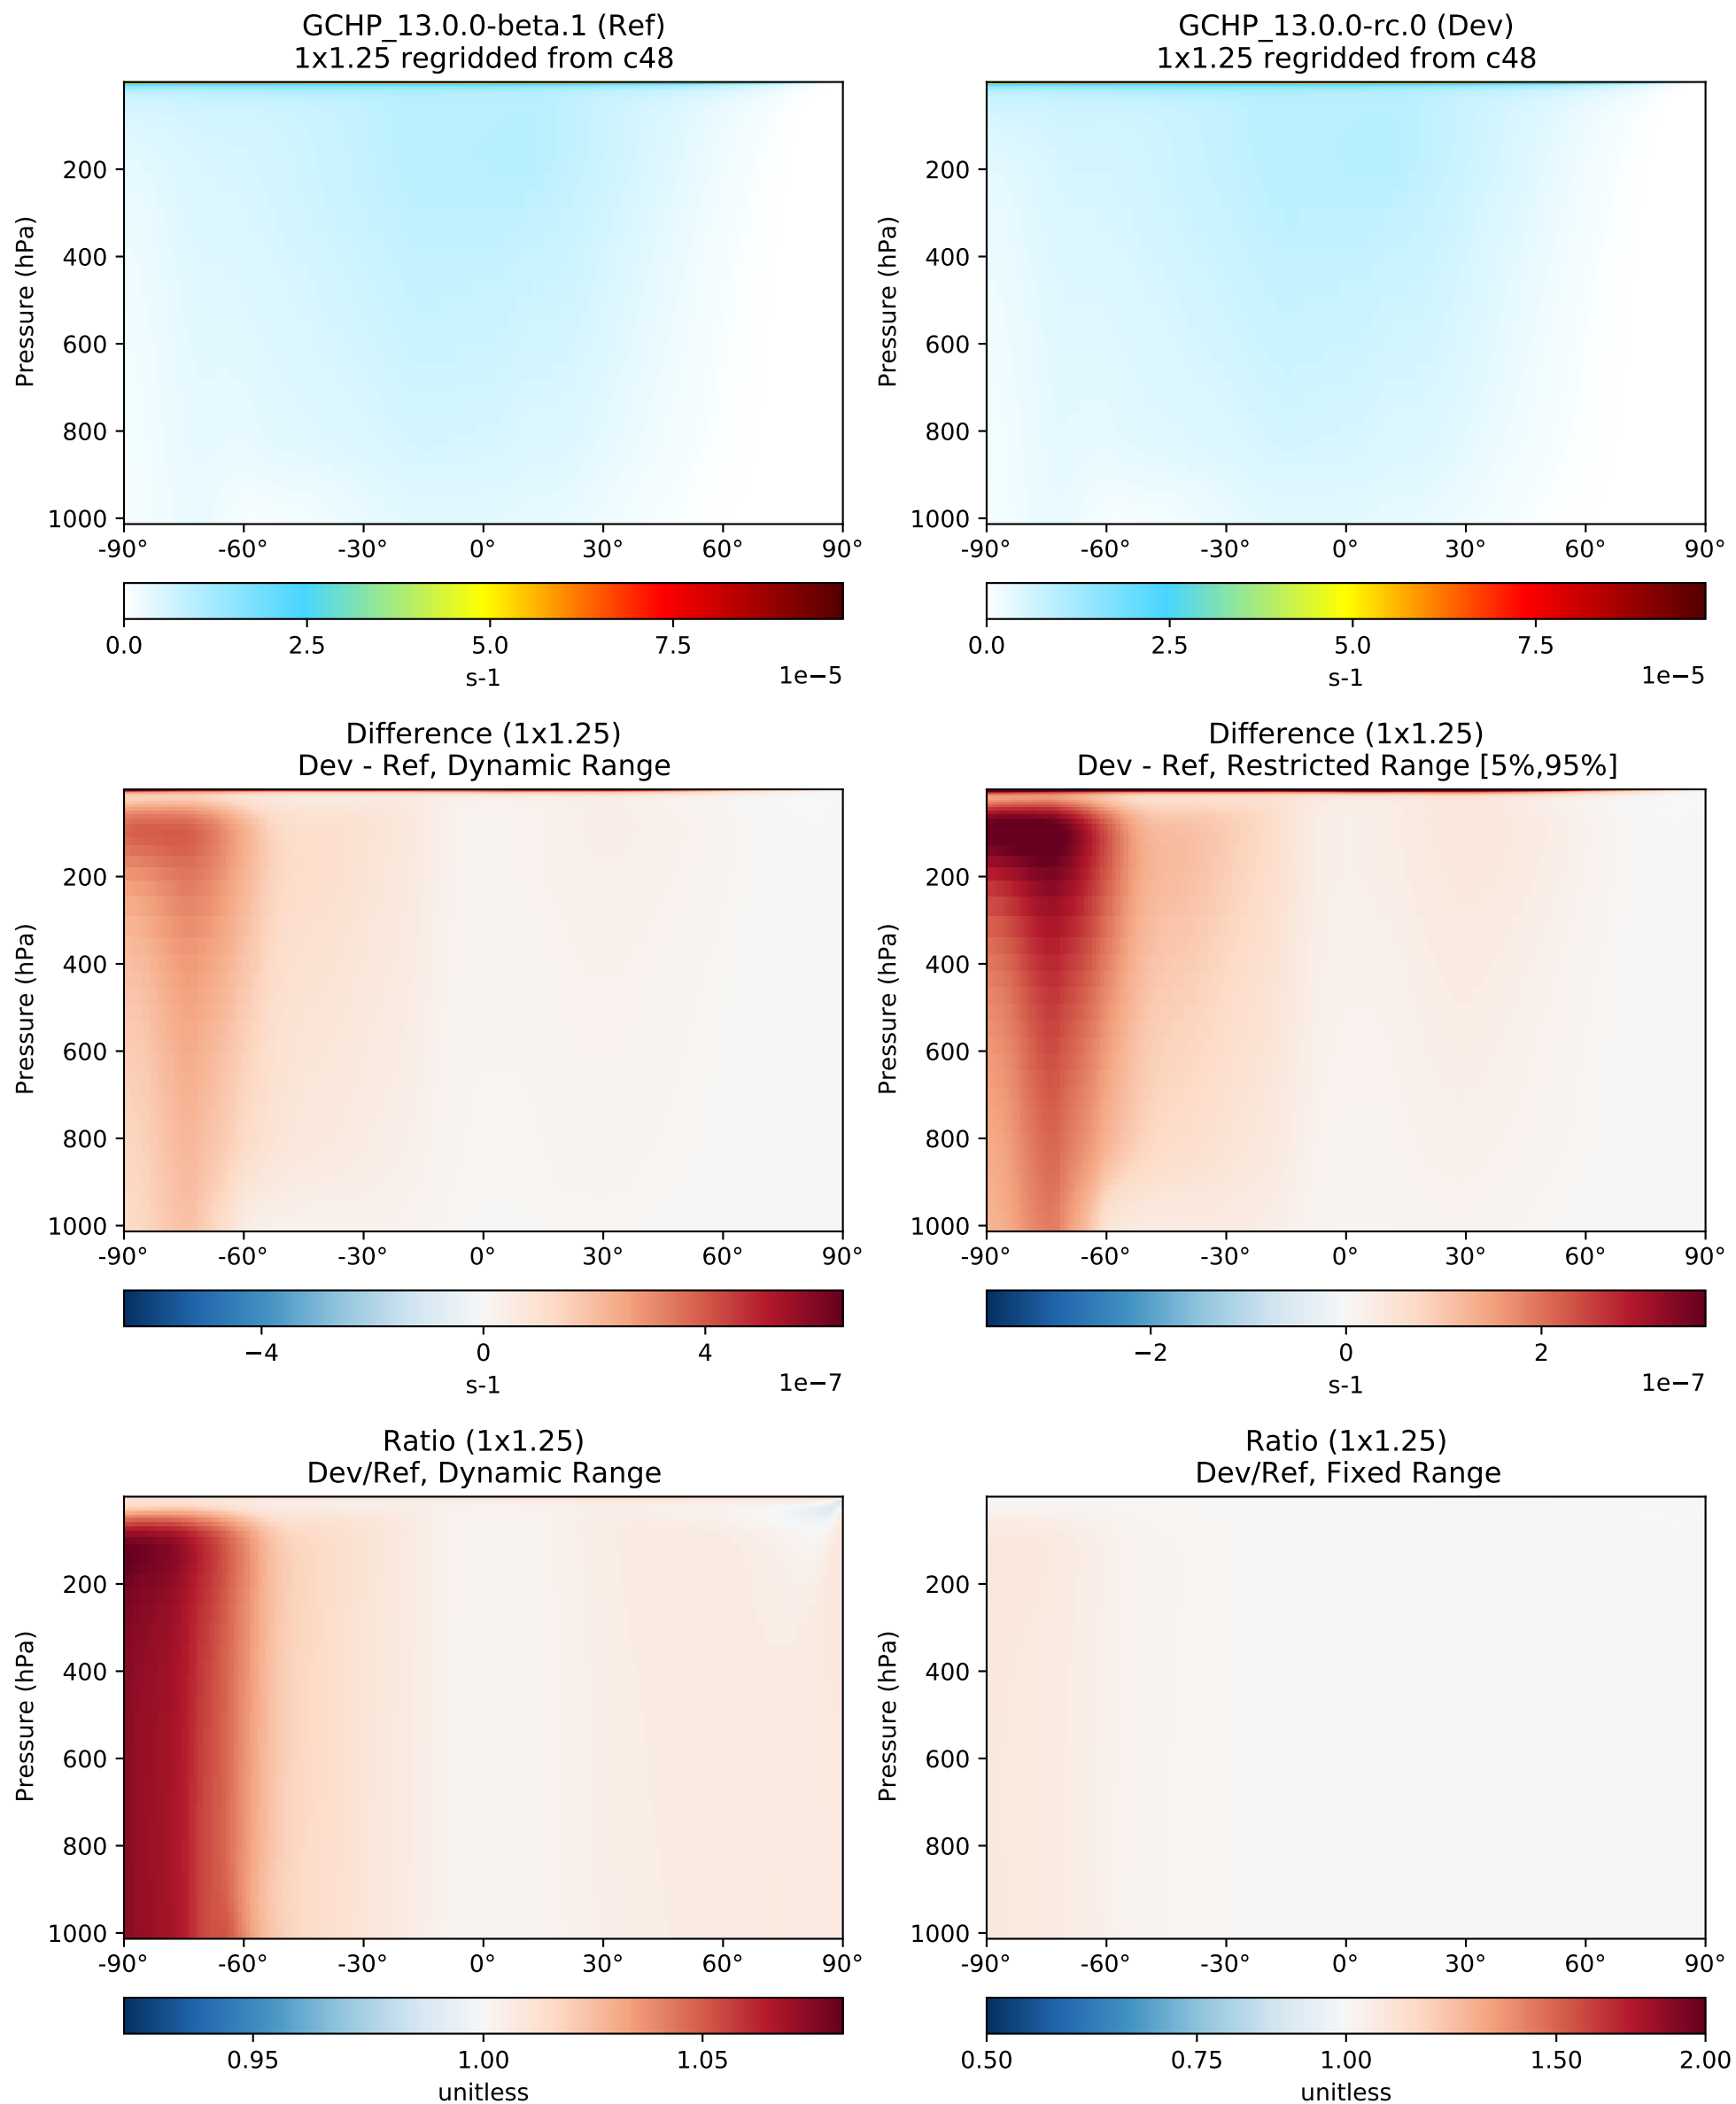 GCHP_13.0.0-beta.1 (Ref)
1x1.25 regridded from c48
Pressure (hPa)
200
400
600
800
1000
-90° -60° -30° 0° 30° 60° 90°
0.0 2.5 5.0 7.5
s-1
1e−5
GCHP_13.0.0-rc.0 (Dev)
1x1.25 regridded from c48
Pressure (hPa)
200
400
600
800
1000
-90° -60° -30° 0° 30° 60° 90°
0.0 2.5 5.0 7.5
s-1
1e−5
Difference (1x1.25)
Dev - Ref, Dynamic Range
Pressure (hPa)
200
400
600
800
1000
-90° -60° -30° 0° 30° 60° 90°
−4 0 4
s-1
1e−7
Difference (1x1.25)
Dev - Ref, Restricted Range [5%,95%]
Pressure (hPa)
200
400
600
800
1000
-90° -60° -30° 0° 30° 60° 90°
−2 0 2
s-1
1e−7
Ratio (1x1.25)
Dev/Ref, Dynamic Range
Pressure (hPa)
200
400
600
800
1000
-90° -60° -30° 0° 30° 60° 90°
0.95 1.00 1.05
unitless
Ratio (1x1.25)
Dev/Ref, Fixed Range
Pressure (hPa)
200
400
600
800
1000
-90° -60° -30° 0° 30° 60° 90°
0.50 0.75 1.00 1.50 2.00
unitless